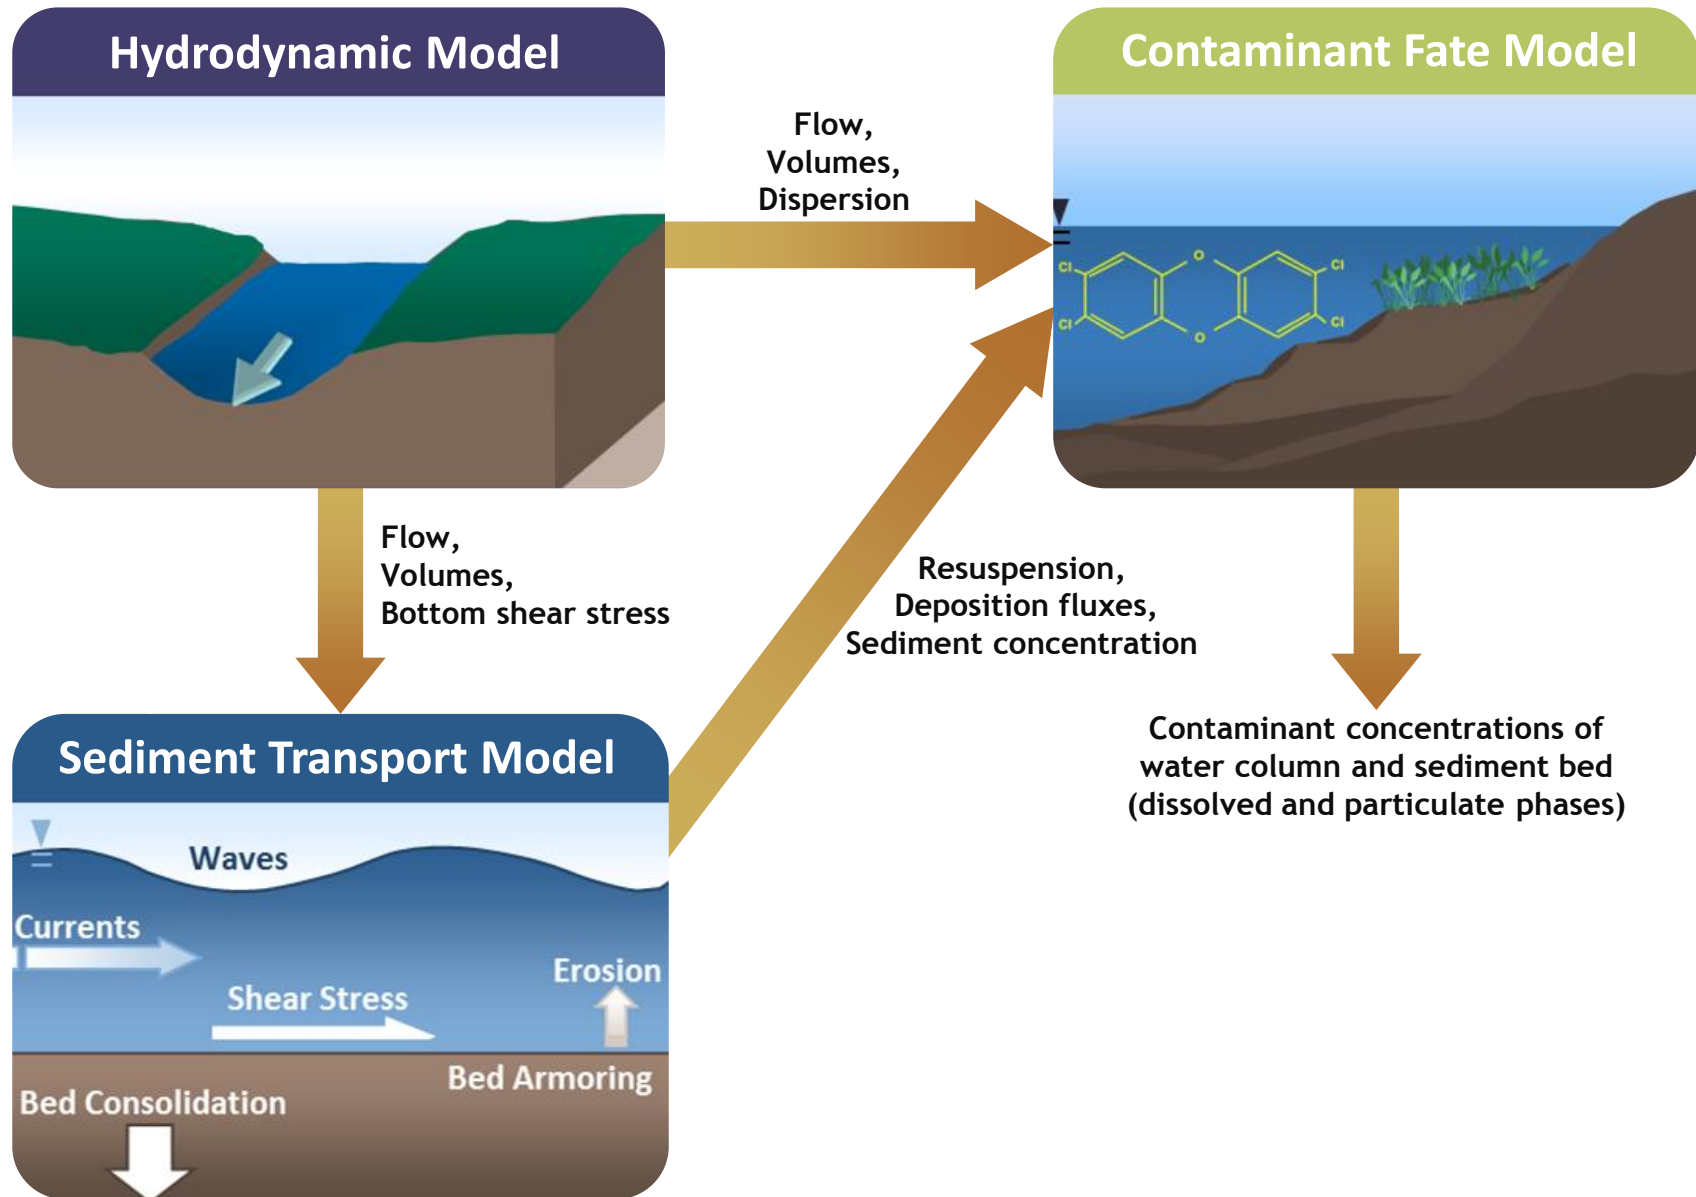 Hydrodynamic Model
Contaminant Fate Model
Flow,
Volumes,
Dispersion
Cl
O
Cl
Cl
O
Cl
Flow,
Volumes,
Bottom shear stress
Resuspension,
Deposition fluxes,
Sediment concentration
Sediment Transport Model
Contaminant concentrations of
water column and sediment bed
(dissolved and particulate phases)
Waves
Currents
Erosion
Shear Stress
Bed Armoring
Bed Consolidation